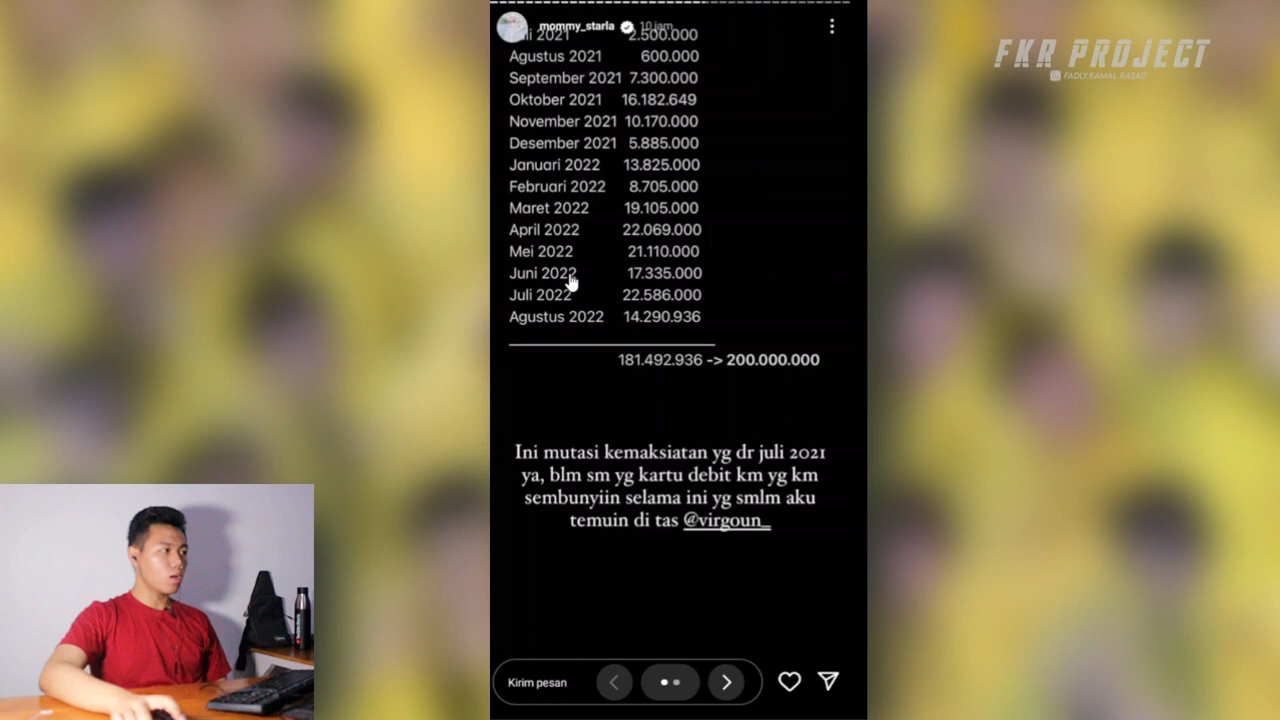 mommy_starla 10 jam
2021 2.500.000
Agustus 2021 600.000
September 2021 7.300.000
Oktober 2021 16.182.649
November 2021 10.170.000
Desember 2021 5.885.000
Januari 2022 13.825.000
Februari 2022 8.705.000
Maret 2022 19.105.000
April 2022 22.069.000
Mei 2022 21.110.000
Juni 2022 17.335.000
Juli 2022 22.586.000
Agustus 2022 14.290.936
181.492.936 -> 200.000.000
Ini mutasi kemaksiatan yg dr juli 2021
ya, blm sm yg kartu debit km yg km
sembunyiin selama ini yg smlm aku
temuin di tas @virgoun_
Kirim pesan
FKR PROJECT
FADLY.KAMAL.RASAD